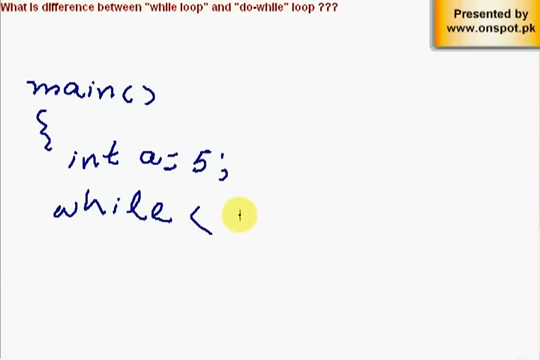 What is difference between "while loop" and "do-while" loop ???
Presented by
www.onspot.pk
main()
{
int a = 5;
while (